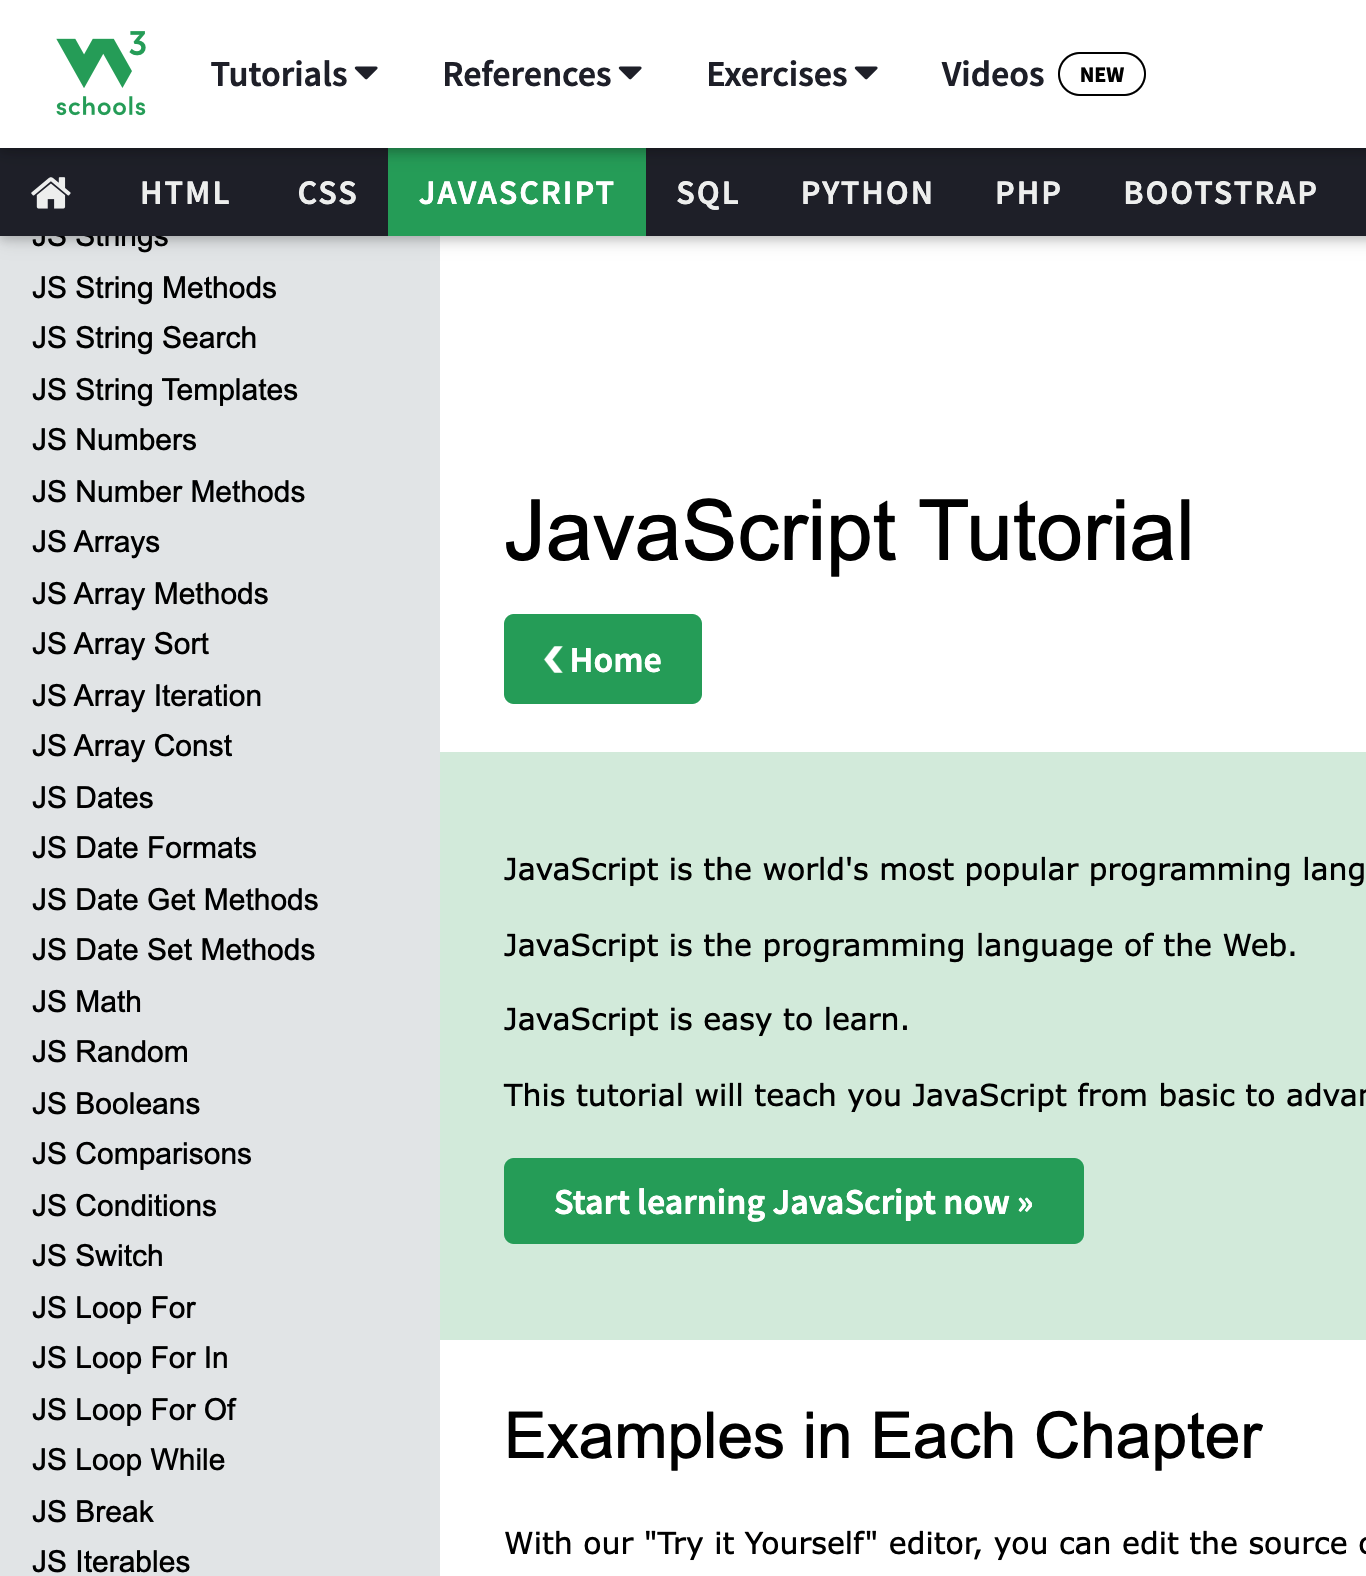 3
schools
Tutorials
References
Exercises
Videos
NEW
HTML
CSS
JAVASCRIPT
SQL
PYTHON
PHP
BOOTSTRAP
JS Strings
JS String Methods
JS String Search
JS String Templates
JS Numbers
JS Number Methods
JS Arrays
JS Array Methods
JS Array Sort
JS Array Iteration
JS Array Const
JS Dates
JS Date Formats
JS Date Get Methods
JS Date Set Methods
JS Math
JS Random
JS Booleans
JS Comparisons
JS Conditions
JS Switch
JS Loop For
JS Loop For In
JS Loop For Of
JS Loop While
JS Break
JS Iterables
JavaScript Tutorial
❮ Home
JavaScript is the world's most popular programming lang
JavaScript is the programming language of the Web.
JavaScript is easy to learn.
This tutorial will teach you JavaScript from basic to advan
Start learning JavaScript now »
Examples in Each Chapter
With our "Try it Yourself" editor, you can edit the source